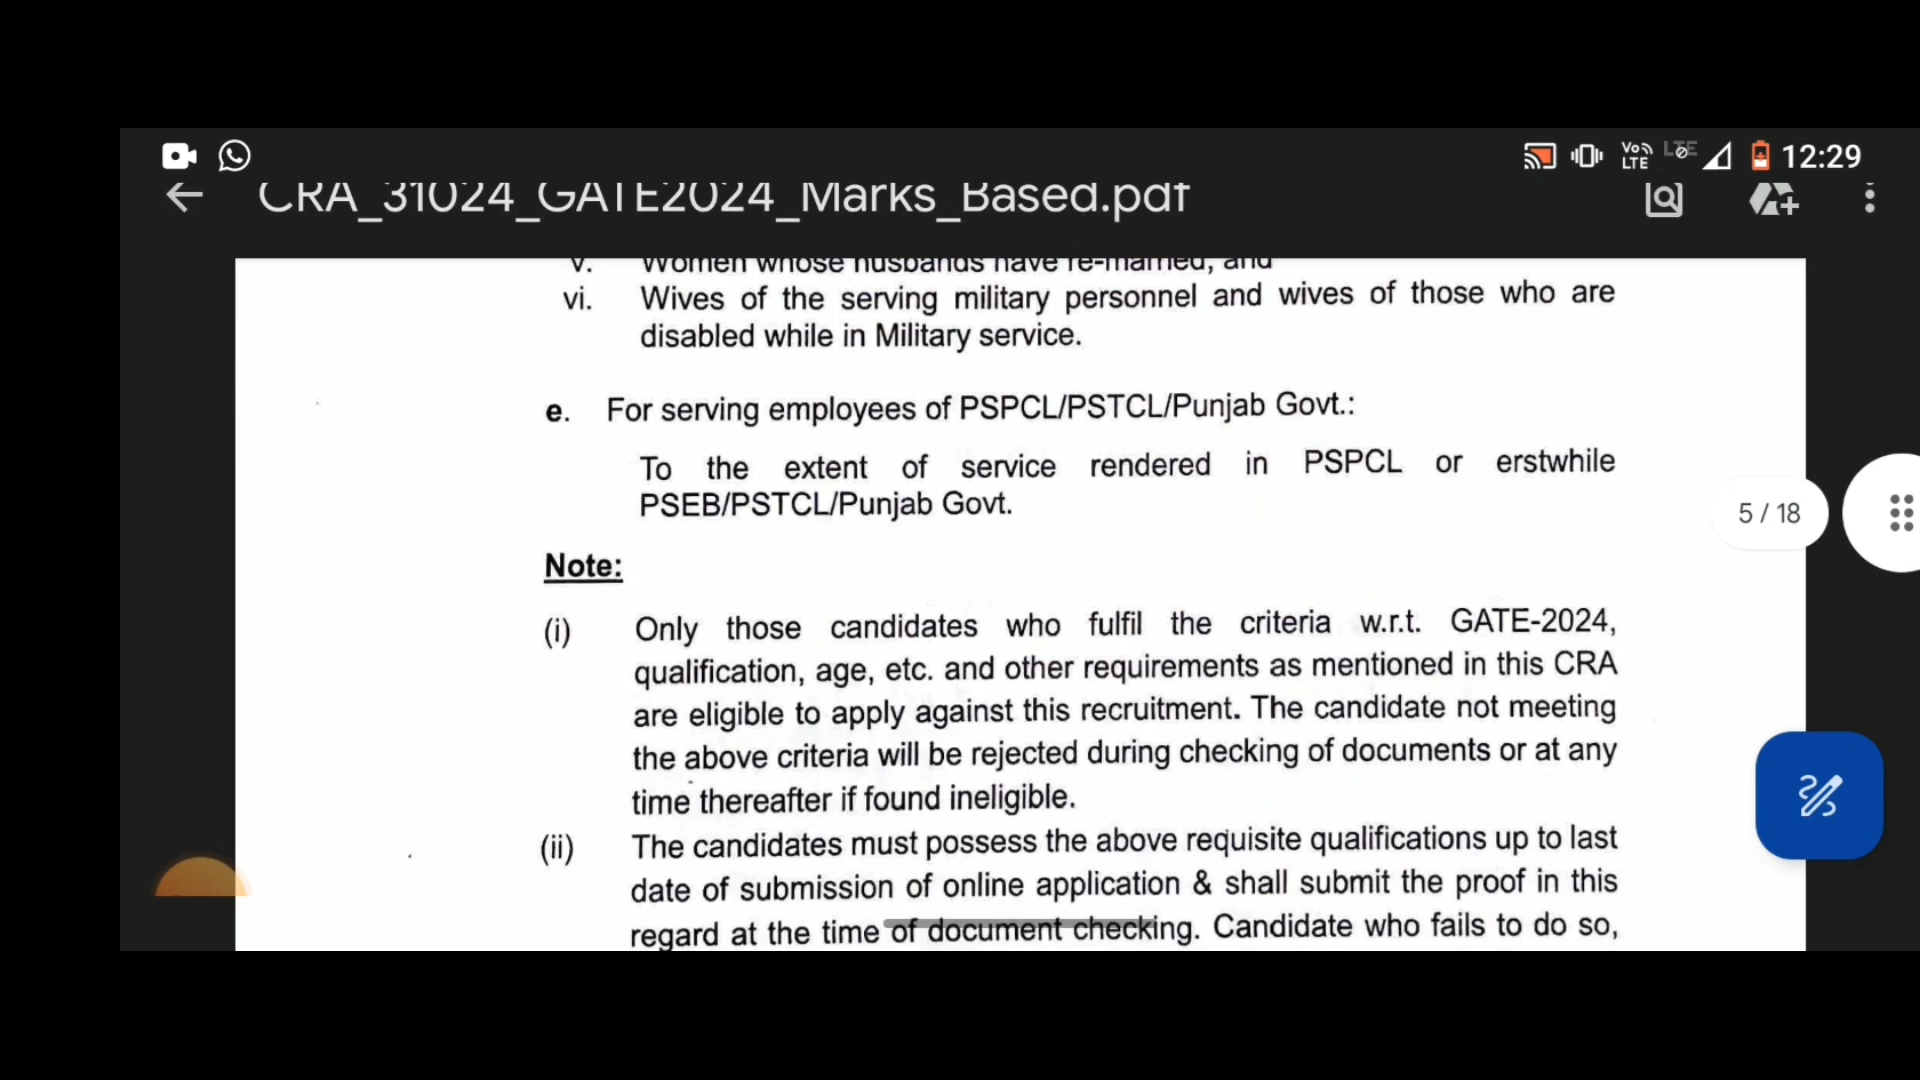 12:29
CRA_31024_GATE2024_Marks_Based.pdf
v. Women whose husbands have re-married, and
vi. Wives of the serving military personnel and wives of those who are
disabled while in Military service.
e. For serving employees of PSPCL/PSTCL/Punjab Govt.:
To the extent of service rendered in PSPCL or erstwhile
PSEB/PSTCL/Punjab Govt.
5 / 18
Note:
(i) Only those candidates who fulfil the criteria w.r.t. GATE-2024,
qualification, age, etc. and other requirements as mentioned in this CRA
are eligible to apply against this recruitment. The candidate not meeting
the above criteria will be rejected during checking of documents or at any
time thereafter if found ineligible.
(ii) The candidates must possess the above requisite qualifications up to last
date of submission of online application & shall submit the proof in this
regard at the time of document checking. Candidate who fails to do so,